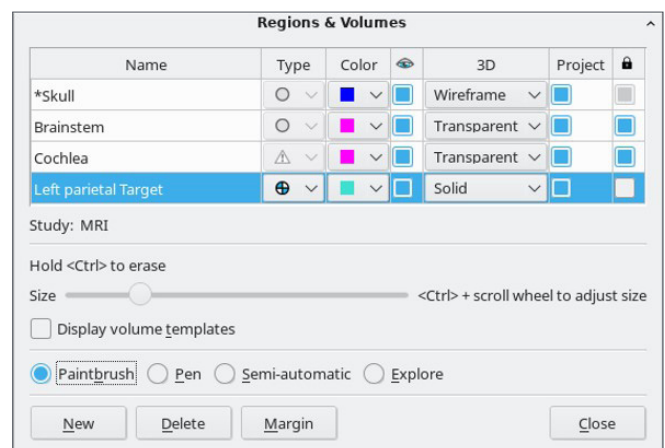 Regions & Volumes
Name Type Color 3D Project
*Skull Wireframe
Brainstem Transparent
Cochlea Transparent
Left parietal Target Solid
Study: MRI
Hold <Ctrl> to erase
Size <Ctrl> + scroll wheel to adjust size
Display volume templates
Paintbrush Pen Semi-automatic Explore
New Delete Margin Close